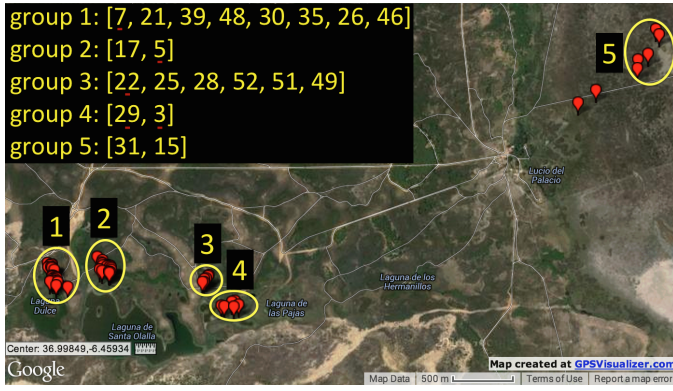 group 1: [7, 21, 39, 48, 30, 35, 26, 46]
group 2: [17, 5]
group 3: [22, 25, 28, 52, 51, 49]
group 4: [29, 3]
group 5: [31, 15]
5
Lucio del
Palacio
1
2
3
4
Laguna de los
Hermanillos
Laguna
Dulce
Laguna de
las Pajas
Laguna de
Santa Olalla
Center: 36.99849,-6.45934
Map created at GPSVisualizer.com
Google
Map Data
500 m
Terms of Use
Report a map error